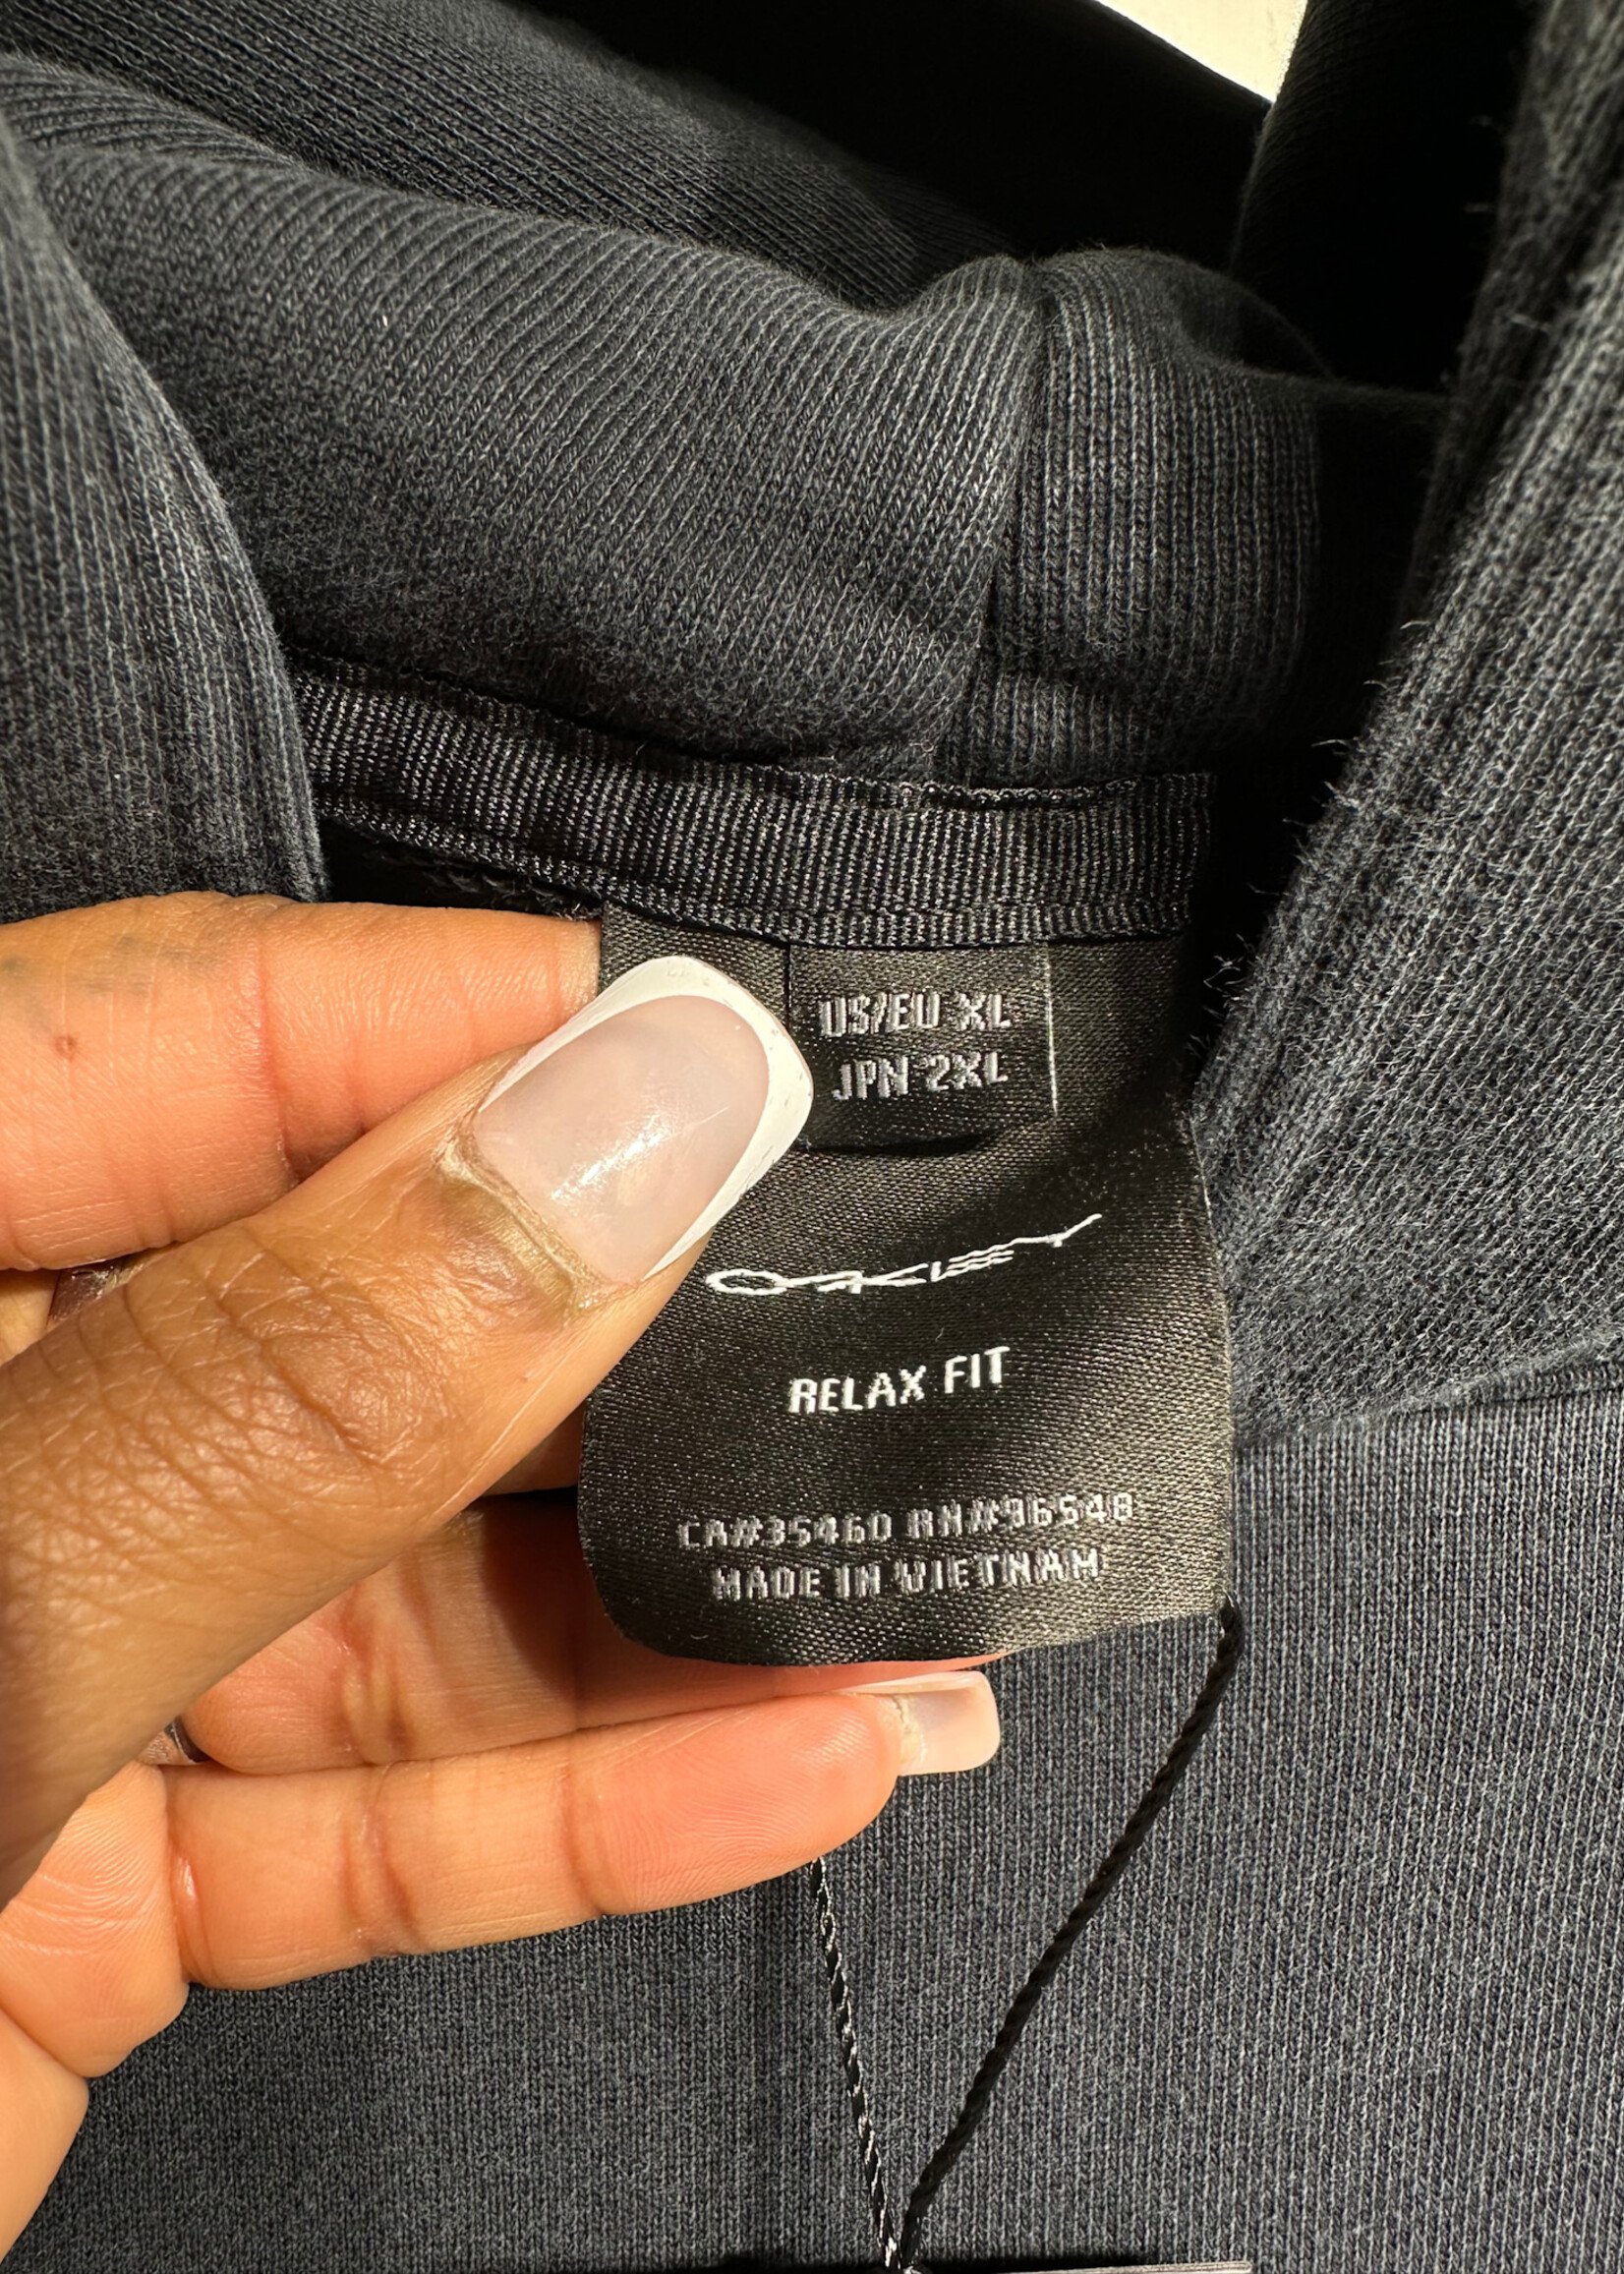 US/EU XL
JPN 2XL
OAKLEY
RELAX FIT
CA#35460 RN#96548
MADE IN VIETNAM